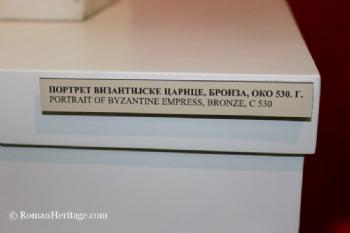 ПОРТРЕТ ВИЗАНТИЈСКЕ ЦАРИЦЕ, БРОНЗА, ОКО 530. Г.
PORTRAIT OF BYZANTINE EMPRESS, BRONZE, C 530
© RomanHeritage.com